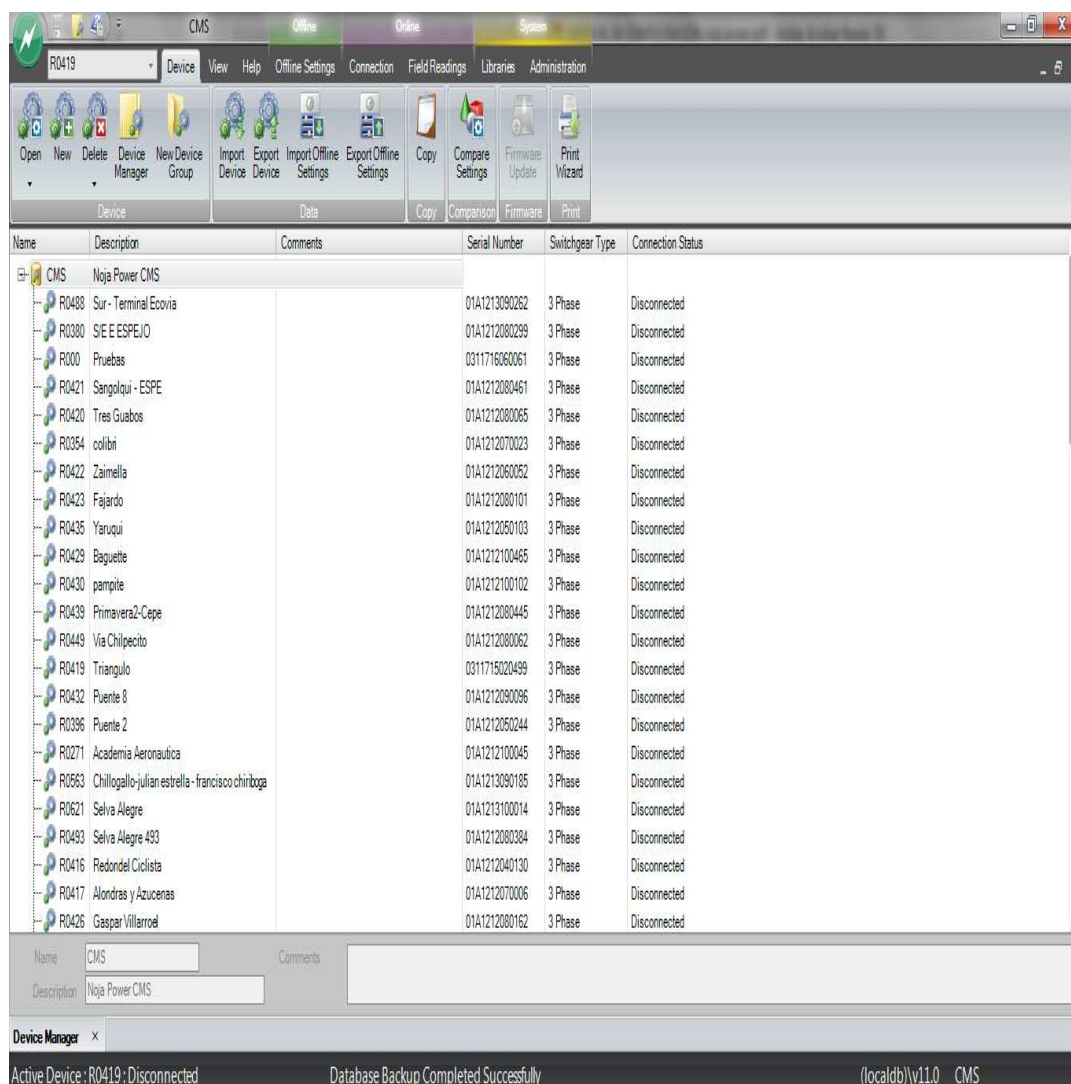 CMS Offline Online System
R0419 Device View Help Offline Settings Connection Field Readings Libraries Administration
Open New Delete Device Manager New Device Group Import Device Export Device Import Offline Settings Export Offline Settings Copy Compare Settings Firmware Update Print Wizard
Device Data Copy Comparison Firmware Print
Name Description Comments Serial Number Switchgear Type Connection Status
CMS Noja Power CMS
R0488 Sur - Terminal Ecovia 01A1213090262 3 Phase Disconnected
R0380 S/E E ESPEJO 01A1212080299 3 Phase Disconnected
R000 Pruebas 0311716060061 3 Phase Disconnected
R0421 Sangolqui - ESPE 01A1212080461 3 Phase Disconnected
R0420 Tres Guabos 01A1212080065 3 Phase Disconnected
R0354 colibri 01A1212070023 3 Phase Disconnected
R0422 Zaimella 01A1212060052 3 Phase Disconnected
R0423 Fajardo 01A1212080101 3 Phase Disconnected
R0435 Yaruqui 01A1212050103 3 Phase Disconnected
R0429 Baguette 01A1212100465 3 Phase Disconnected
R0430 pampite 01A1212100102 3 Phase Disconnected
R0439 Primavera2-Cepe 01A1212080445 3 Phase Disconnected
R0449 Via Chilpecito 01A1212080062 3 Phase Disconnected
R0419 Triangulo 0311715020499 3 Phase Disconnected
R0432 Puente 8 01A1212090096 3 Phase Disconnected
R0396 Puente 2 01A1212050244 3 Phase Disconnected
R0271 Academia Aeronautica 01A1212100045 3 Phase Disconnected
R0563 Chillogallo-julian estrella - francisco chiriboga 01A1213090185 3 Phase Disconnected
R0621 Selva Alegre 01A1213100014 3 Phase Disconnected
R0493 Selva Alegre 493 01A1212080384 3 Phase Disconnected
R0416 Redondel Ciclista 01A1212040130 3 Phase Disconnected
R0417 Alondras y Azucenas 01A1212070006 3 Phase Disconnected
R0426 Gaspar Villarroel 01A1212080162 3 Phase Disconnected
Name CMS Comments
Description Noja Power CMS
Device Manager ×
Active Device : R0419 : Disconnected Database Backup Completed Successfully (localdb)\v11.0 CMS